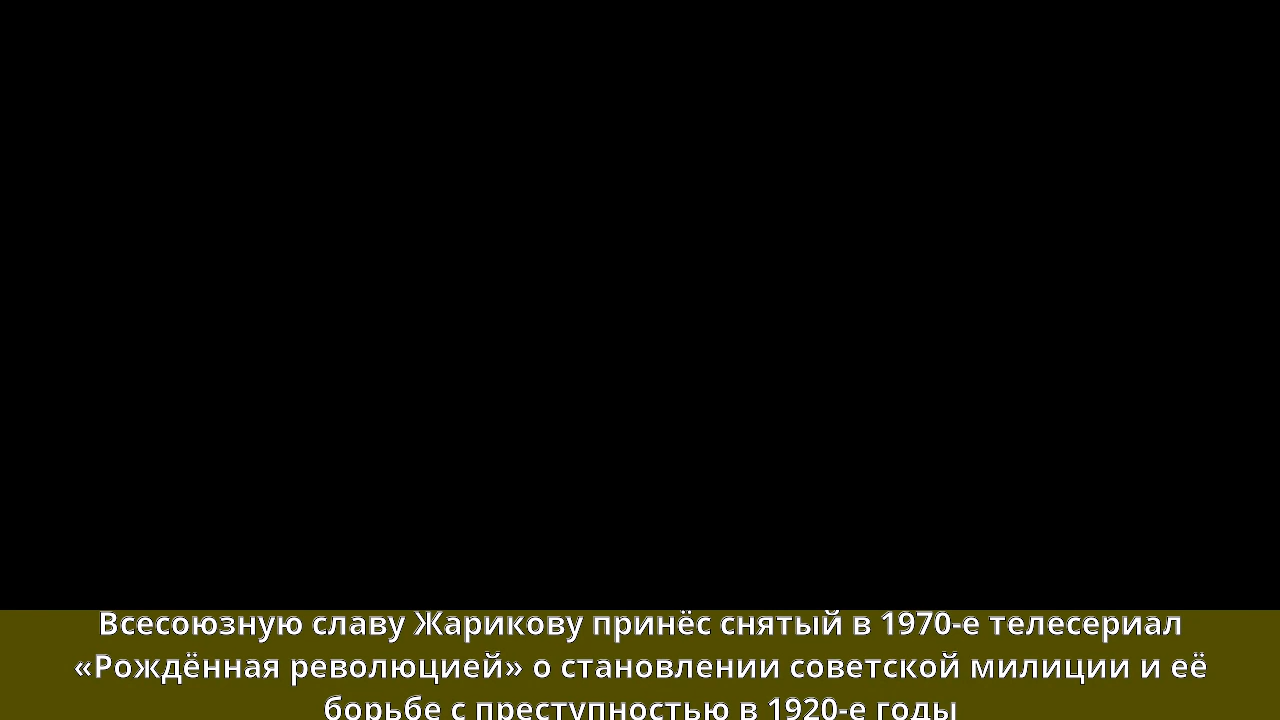 Всесоюзную славу Жарикову принёс снятый в 1970-е телесериал
«Рождённая революцией» о становлении советской милиции и её
борьбе с преступностью в 1920-е годы